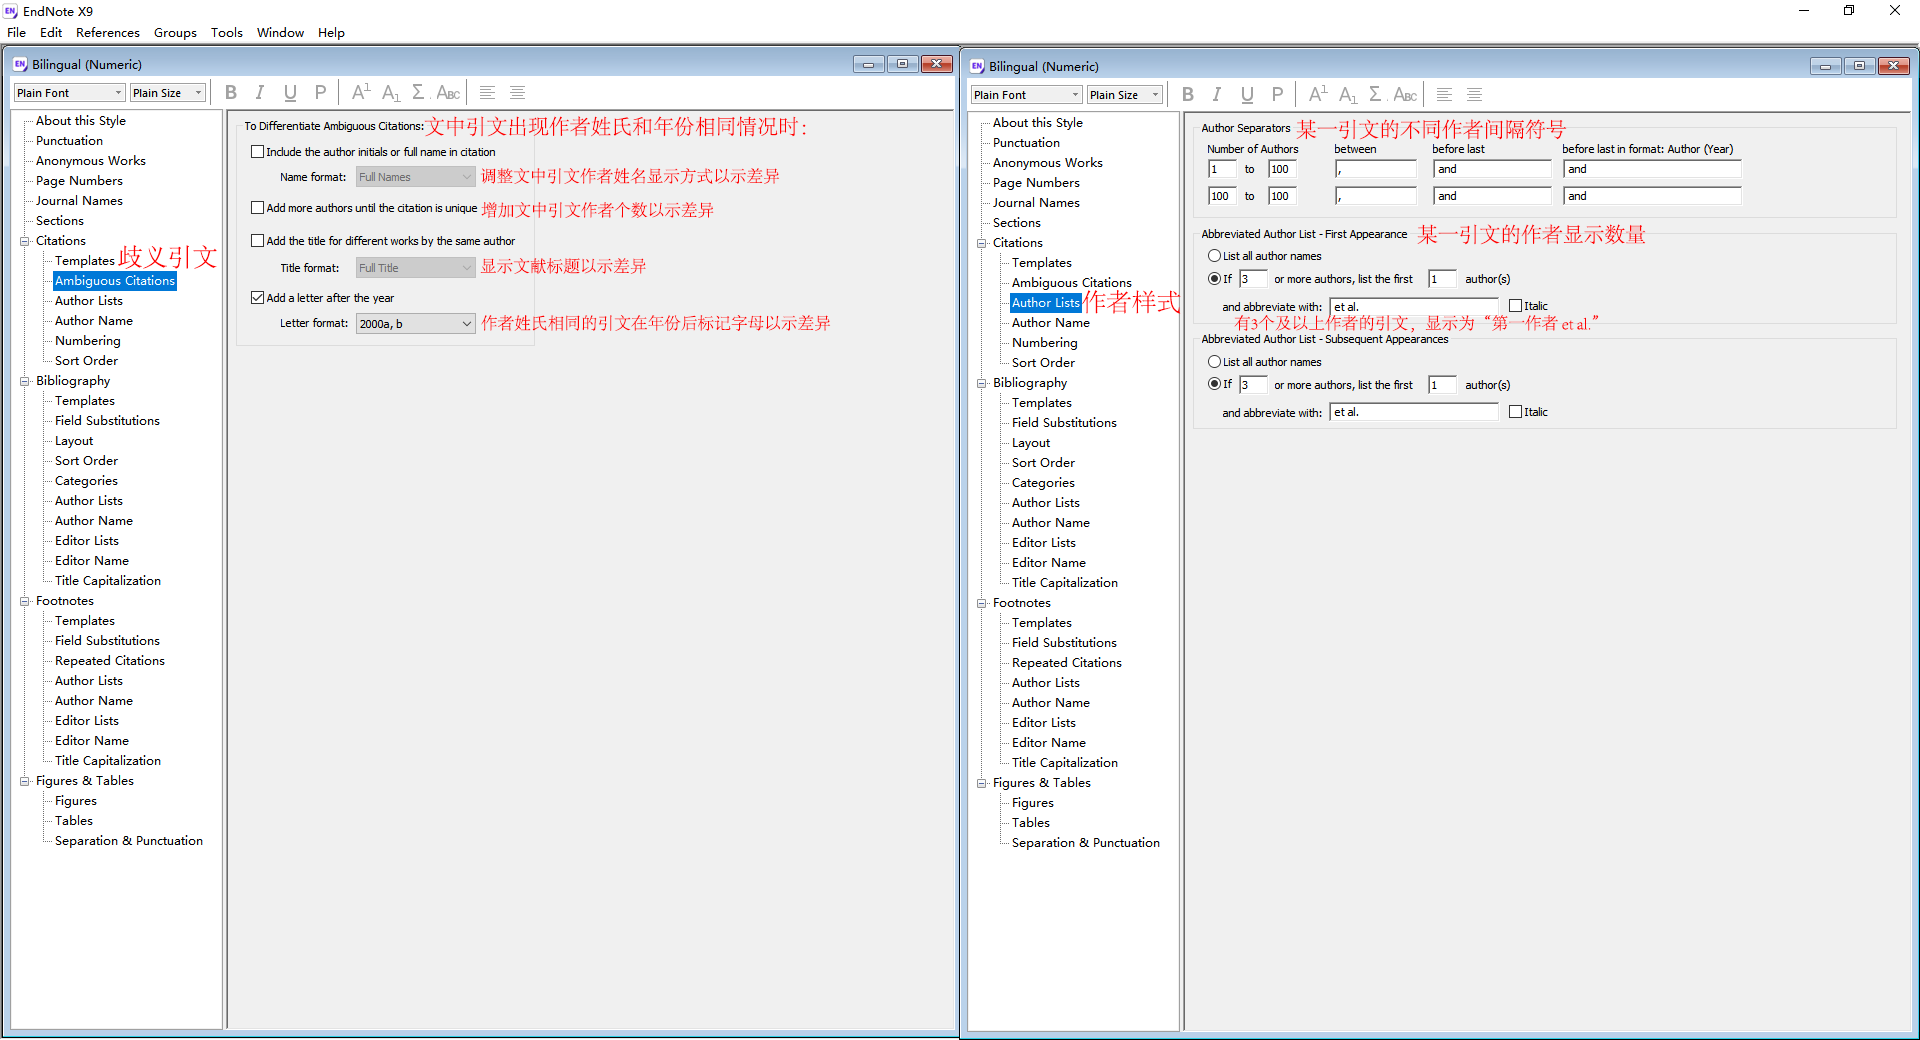 EndNote X9
File Edit References Groups Tools Window Help
Bilingual (Numeric)
Plain Font Plain Size B I U P A1 A1 Σ ABC
About this Style
Punctuation
Anonymous Works
Page Numbers
Journal Names
Sections
Citations
Templates 歧义引文
Ambiguous Citations
Author Lists
Author Name
Numbering
Sort Order
Bibliography
Templates
Field Substitutions
Layout
Sort Order
Categories
Author Lists
Author Name
Editor Lists
Editor Name
Title Capitalization
Footnotes
Templates
Field Substitutions
Repeated Citations
Author Lists
Author Name
Editor Lists
Editor Name
Title Capitalization
Figures & Tables
Figures
Tables
Separation & Punctuation
To Differentiate Ambiguous Citations: 文中引文出现作者姓氏和年份相同情况时：
Include the author initials or full name in citation
Name format: Full Names 调整文中引文作者姓名显示方式以示差异
Add more authors until the citation is unique 增加文中引文作者个数以示差异
Add the title for different works by the same author
Title format: Full Title 显示文献标题以示差异
Add a letter after the year
Letter format: 2000a, b 作者姓氏相同的引文在年份后标记字母以示差异
Bilingual (Numeric)
Plain Font Plain Size B I U P A1 A1 Σ ABC
About this Style
Punctuation
Anonymous Works
Page Numbers
Journal Names
Sections
Citations
Templates
Ambiguous Citations
Author Lists 作者样式
Author Name
Numbering
Sort Order
Bibliography
Templates
Field Substitutions
Layout
Sort Order
Categories
Author Lists
Author Name
Editor Lists
Editor Name
Title Capitalization
Footnotes
Templates
Field Substitutions
Repeated Citations
Author Lists
Author Name
Editor Lists
Editor Name
Title Capitalization
Figures & Tables
Figures
Tables
Separation & Punctuation
Author Separators 某一引文的不同作者间隔符号
Number of Authors between before last before last in format: Author (Year)
1 to 100 , and and
100 to 100 , and and
Abbreviated Author List - First Appearance 某一引文的作者显示数量
List all author names
If 3 or more authors, list the first 1 author(s)
and abbreviate with: et al. Italic
有3个及以上作者的引文，显示为“第一作者 et al.”
Abbreviated Author List - Subsequent Appearances
List all author names
If 3 or more authors, list the first 1 author(s)
and abbreviate with: et al. Italic